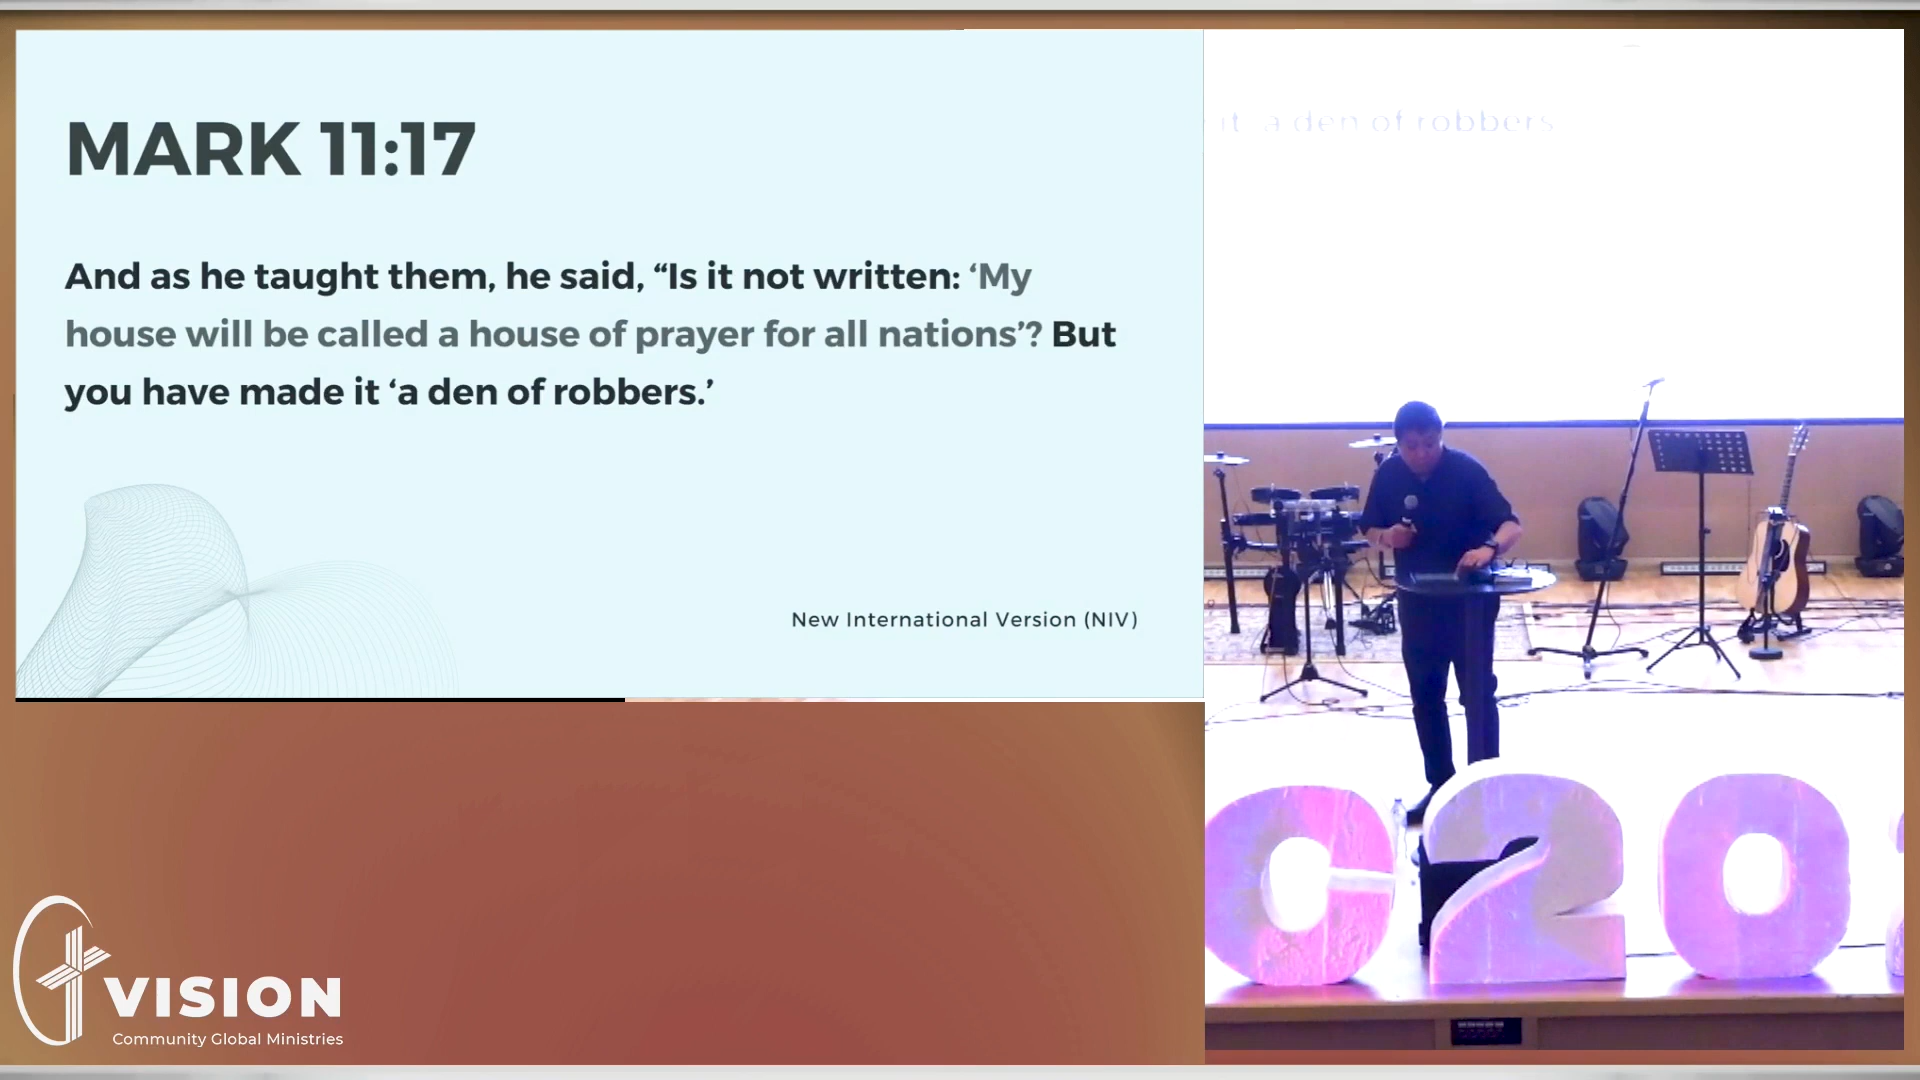 MARK 11:17
And as he taught them, he said, “Is it not written: ‘My
house will be called a house of prayer for all nations’? But
you have made it ‘a den of robbers.’
New International Version (NIV)
it ‘a den of robbers
C20
VISION
Community Global Ministries